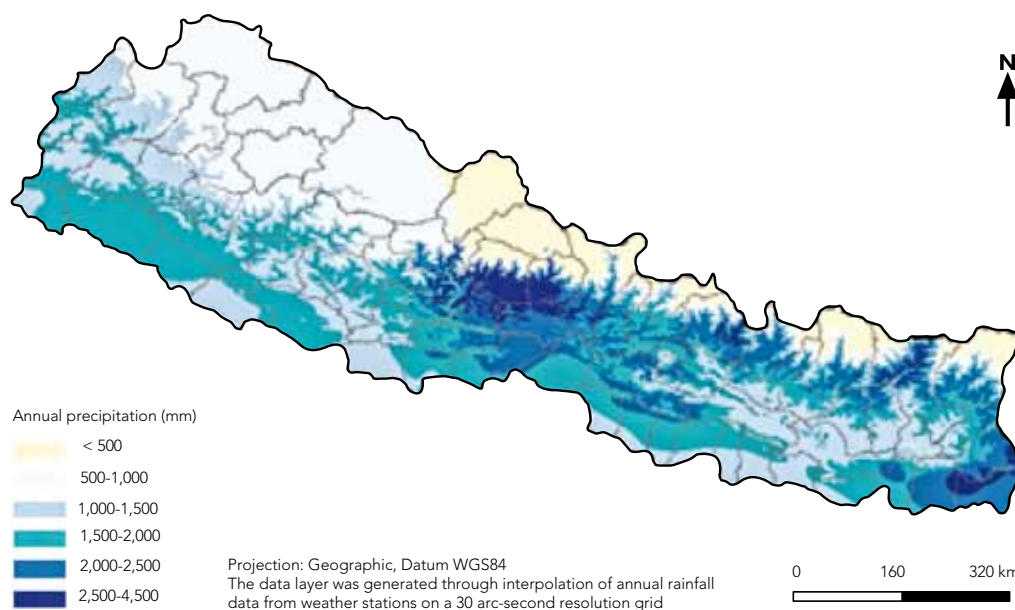 N
Annual precipitation (mm)
< 500
500-1,000
1,000-1,500
1,500-2,000
2,000-2,500
2,500-4,500
Projection: Geographic, Datum WGS84
The data layer was generated through interpolation of annual rainfall
data from weather stations on a 30 arc-second resolution grid
0 160 320 km